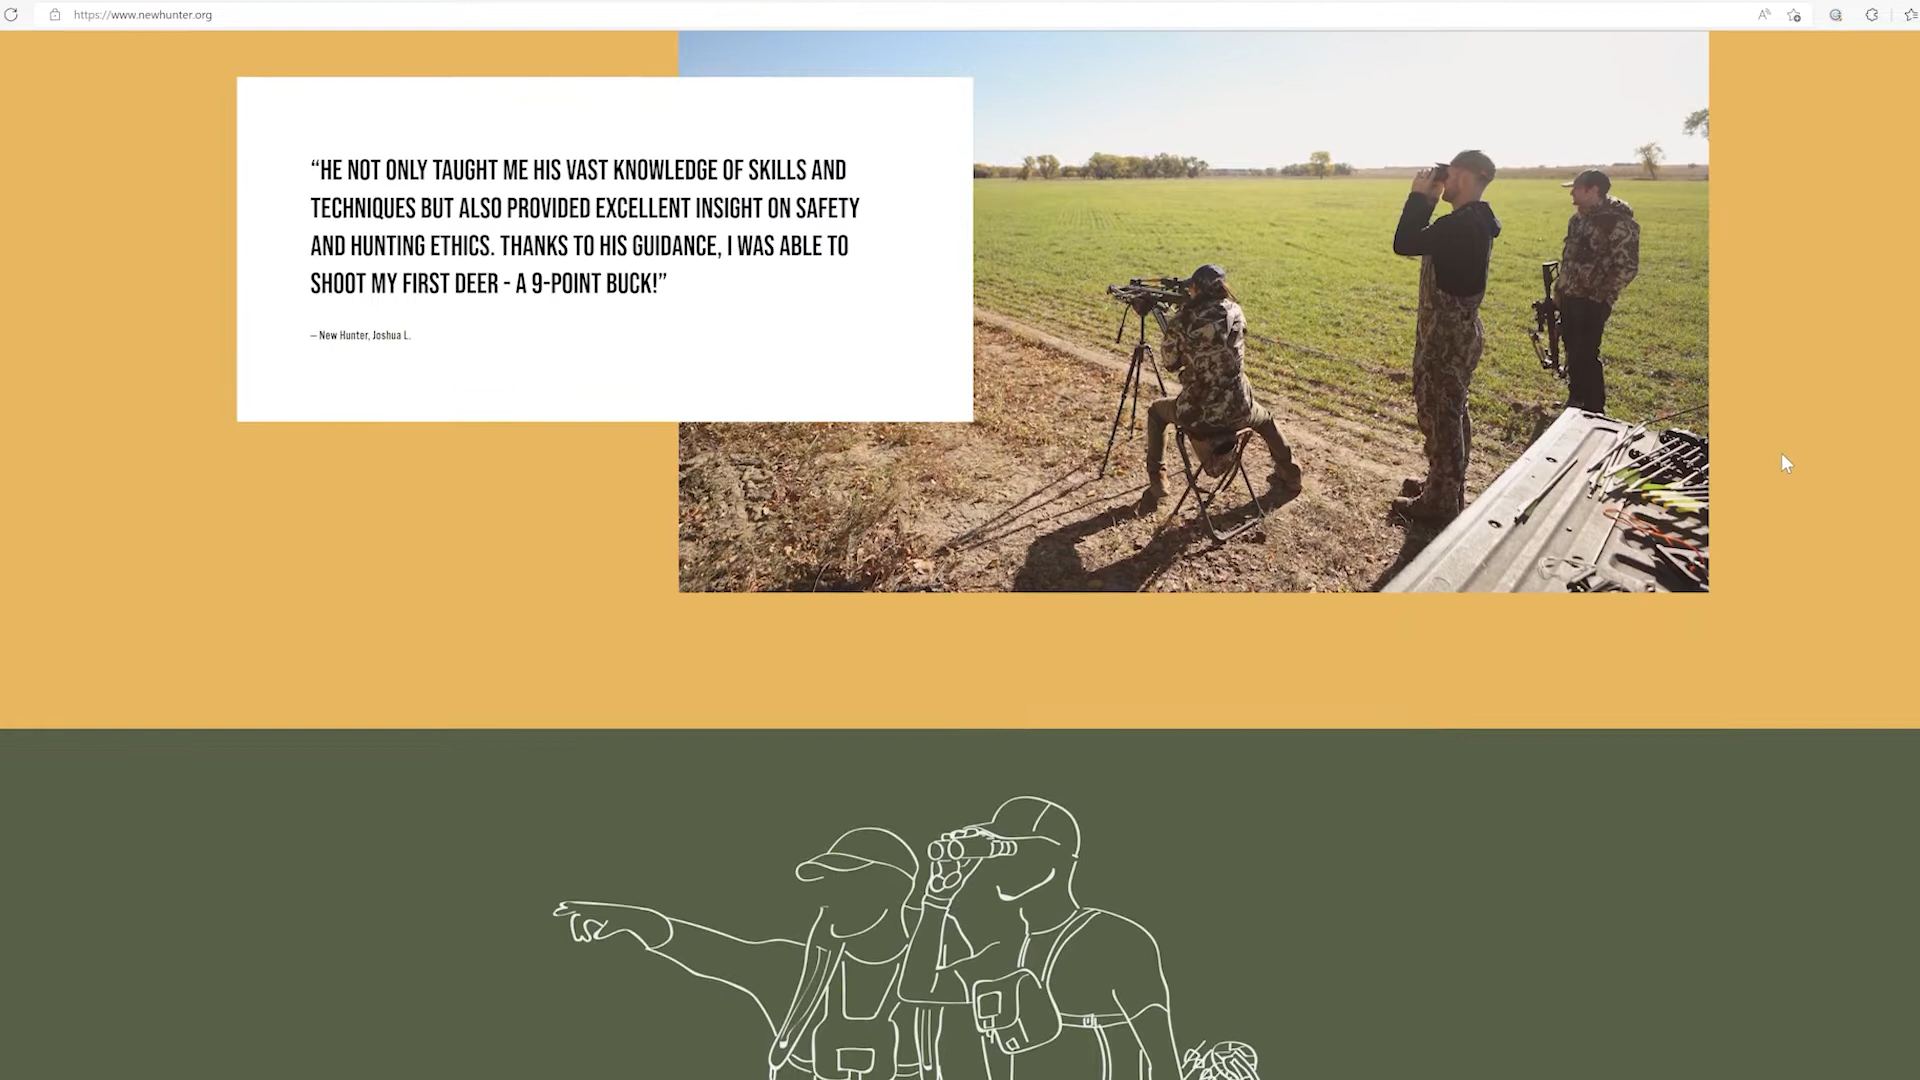 https://www.newhunter.org
“HE NOT ONLY TAUGHT ME HIS VAST KNOWLEDGE OF SKILLS AND
TECHNIQUES BUT ALSO PROVIDED EXCELLENT INSIGHT ON SAFETY
AND HUNTING ETHICS. THANKS TO HIS GUIDANCE, I WAS ABLE TO
SHOOT MY FIRST DEER - A 9-POINT BUCK!”
– New Hunter, Joshua L.